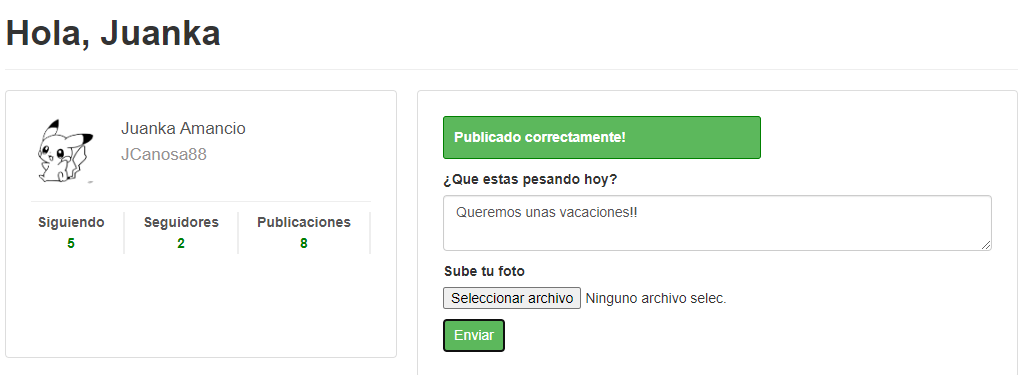 Hola, Juanka
Juanka Amancio
JCanosa88
Siguiendo Seguidores Publicaciones
5 2 8
Publicado correctamente!
¿Que estas pesando hoy?
Queremos unas vacaciones!!
Sube tu foto
Seleccionar archivo Ninguno archivo selec.
Enviar